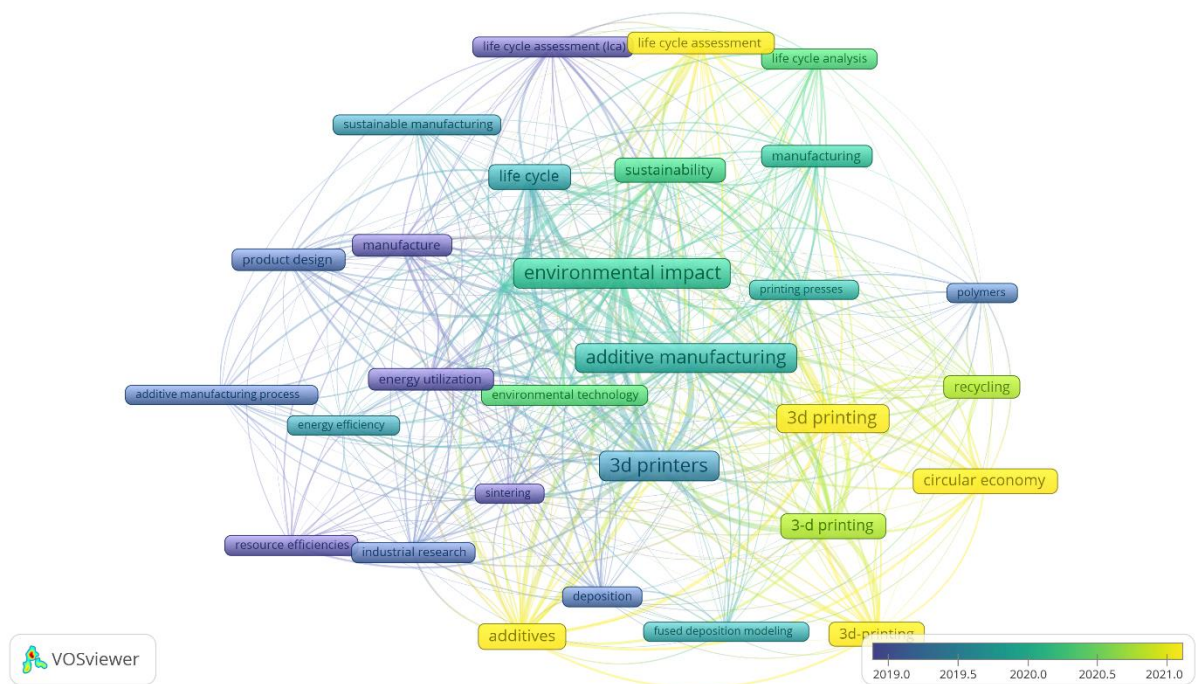 life cycle assessment (lca)
life cycle assessment
life cycle analysis
sustainable manufacturing
manufacturing
life cycle
sustainability
manufacture
product design
environmental impact
printing presses
polymers
additive manufacturing
energy utilization
recycling
additive manufacturing process
environmental technology
energy efficiency
3d printing
3d printers
circular economy
sintering
3-d printing
resource efficiencies
industrial research
deposition
additives
fused deposition modeling
3d-printing
VOSviewer
2019.0 2019.5 2020.0 2020.5 2021.0